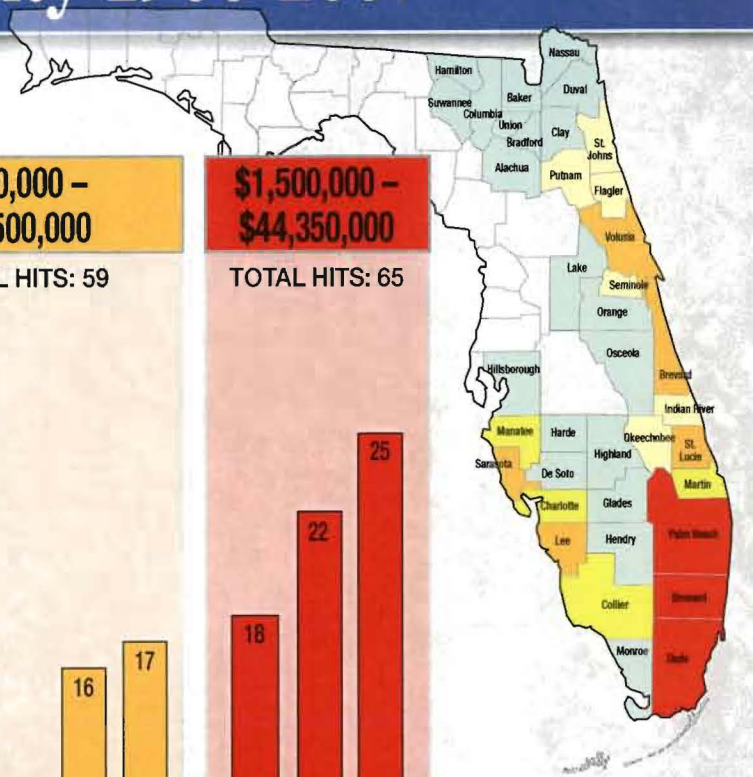 0,000 –
500,000
L HITS: 59
16
17
$1,500,000 –
$44,350,000
TOTAL HITS: 65
18
22
25
Nassau
Hamilton
Duval
Baker
Suwannee
Columbia
Union
Clay
Bradford
St.
Johns
Alachua
Putnam
Flagler
Volusia
Lake
Seminole
Orange
Osceola
Hillsborough
Brevard
Indian River
Manatee
Harde
Okeechobee
St.
Lucie
Highland
Sarasota
De Soto
Martin
Charlotte
Glades
Lee
Hendry
Palm Beach
Collier
Broward
Monroe
Dade